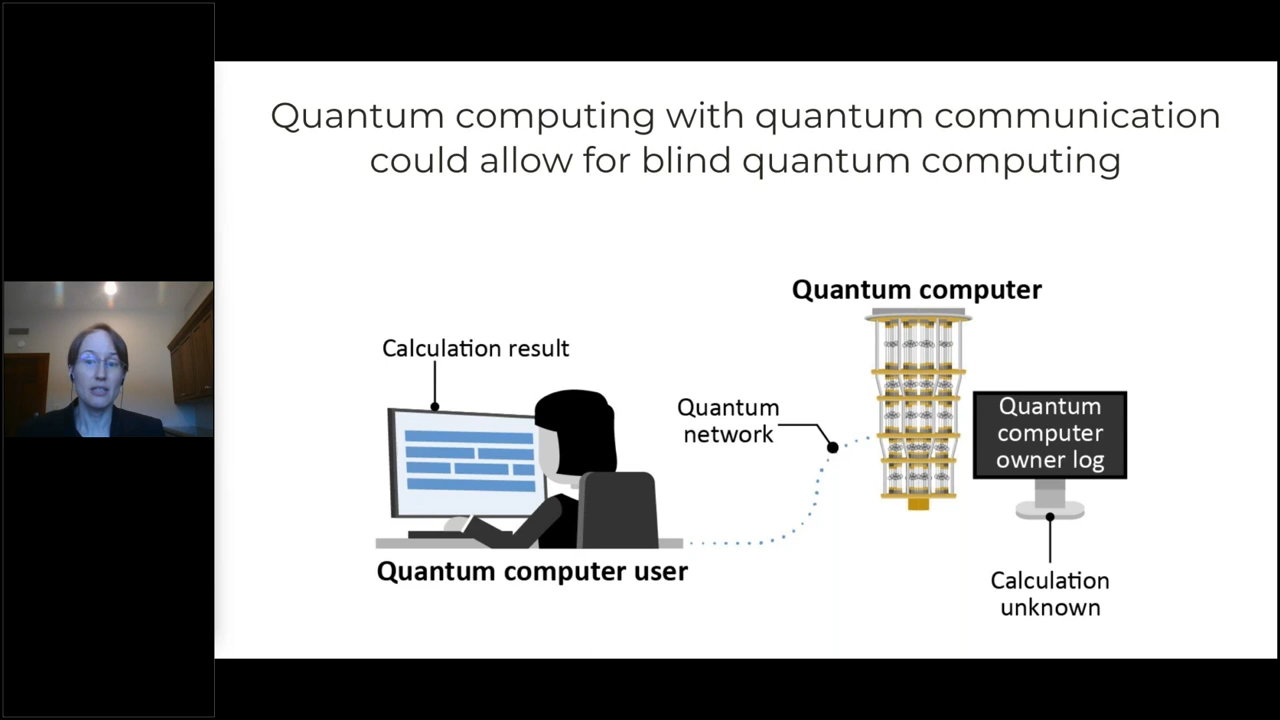 Quantum computing with quantum communication
could allow for blind quantum computing
Quantum computer
Calculation result
Quantum
network
Quantum
computer
owner log
Quantum computer user
Calculation
unknown